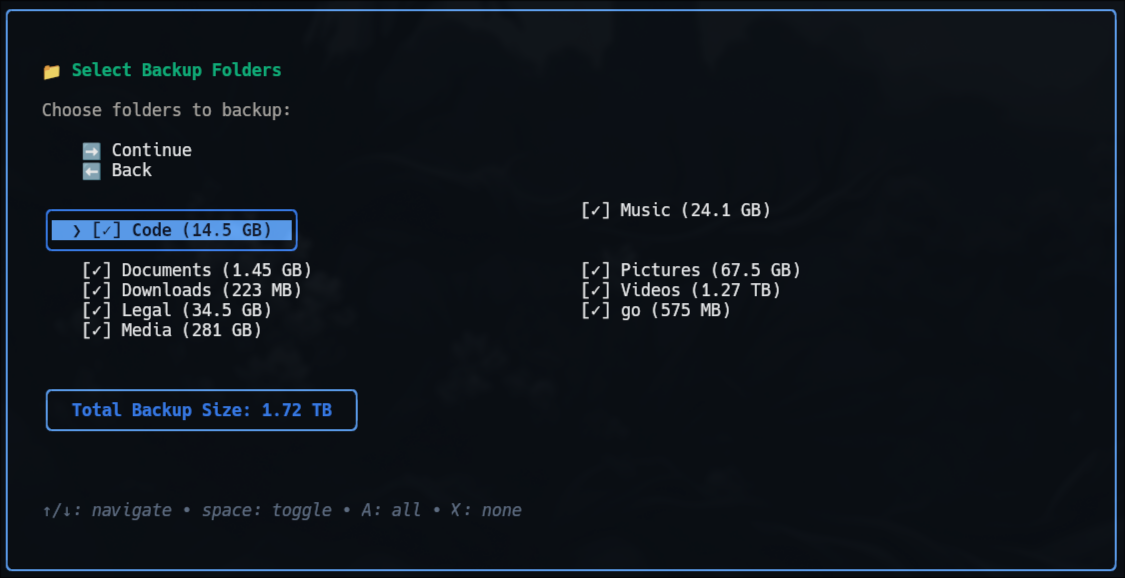 📁 Select Backup Folders
Choose folders to backup:
➡️ Continue
⬅️ Back
❯ [✓] Code (14.5 GB)
[✓] Documents (1.45 GB)
[✓] Downloads (223 MB)
[✓] Legal (34.5 GB)
[✓] Media (281 GB)
[✓] Music (24.1 GB)
[✓] Pictures (67.5 GB)
[✓] Videos (1.27 TB)
[✓] go (575 MB)
Total Backup Size: 1.72 TB
↑/↓: navigate • space: toggle • A: all • X: none